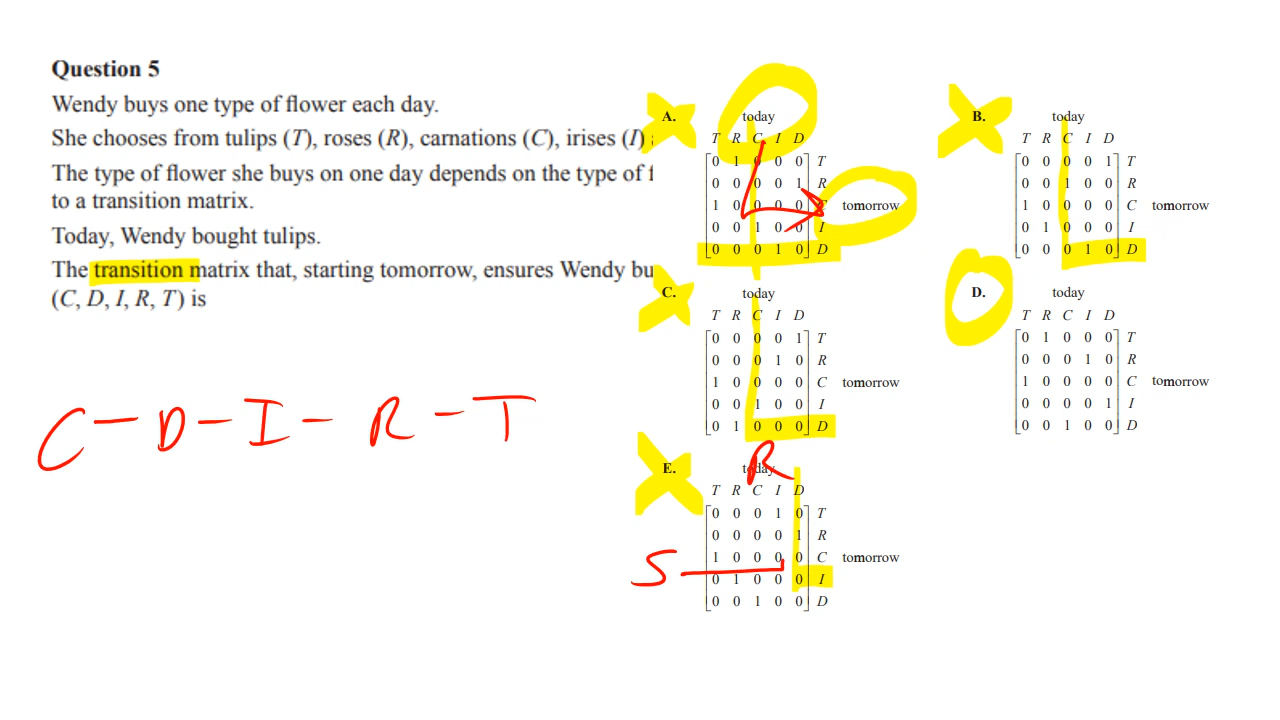 Question 5
Wendy buys one type of flower each day.
She chooses from tulips (T), roses (R), carnations (C), irises (I)
The type of flower she buys on one day depends on the type of
to a transition matrix.
Today, Wendy bought tulips.
The transition matrix that, starting tomorrow, ensures Wendy bu
(C, D, I, R, T) is
C – D – I – R – T
A. today
T R C I D
0 1 0 0 0 T
0 0 0 0 1 R
1 0 0 0 0 C tomorrow
0 0 1 0 0 I
0 0 0 1 0 D
B. today
T R C I D
0 0 0 0 1 T
0 0 1 0 0 R
1 0 0 0 0 C tomorrow
0 1 0 0 0 I
0 0 0 1 0 D
C. today
T R C I D
0 0 0 0 1 T
0 0 0 1 0 R
1 0 0 0 0 C tomorrow
0 0 1 0 0 I
0 1 0 0 0 D
D. today
T R C I D
0 1 0 0 0 T
0 0 0 1 0 R
1 0 0 0 0 C tomorrow
0 0 0 0 1 I
0 0 1 0 0 D
R
E. today
T R C I D
0 0 0 1 0 T
0 0 0 0 1 R
1 0 0 0 0 C tomorrow
0 1 0 0 0 I
0 0 1 0 0 D
S